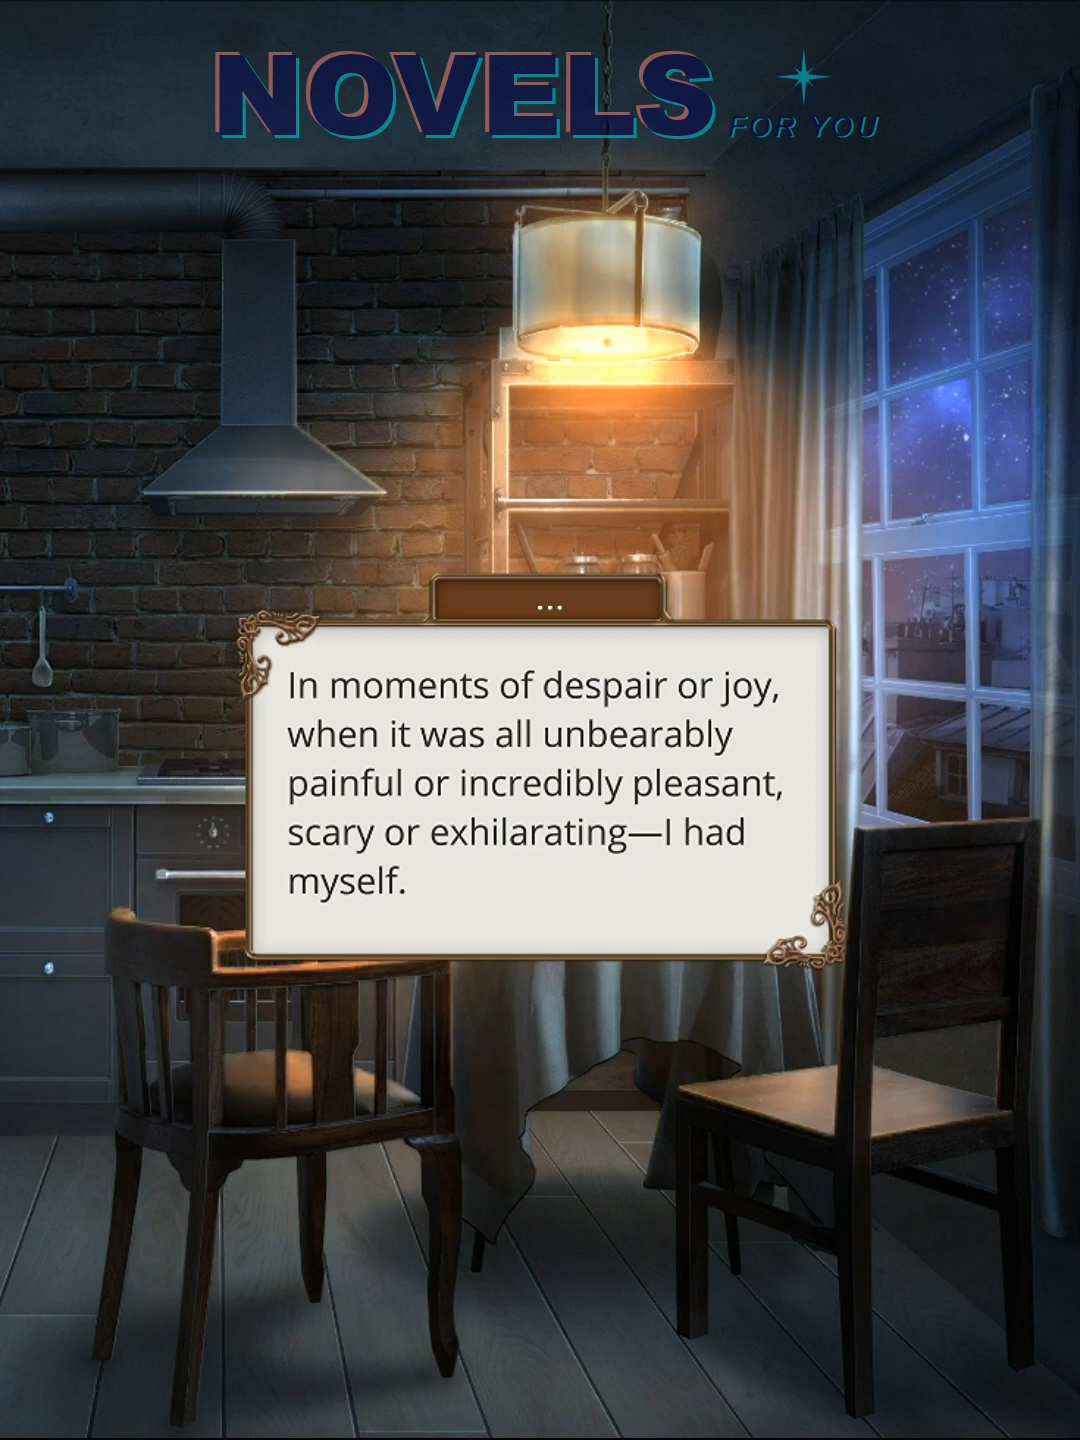 NOVELS
FOR YOU
...
In moments of despair or joy,
when it was all unbearably
painful or incredibly pleasant,
scary or exhilarating—I had
myself.